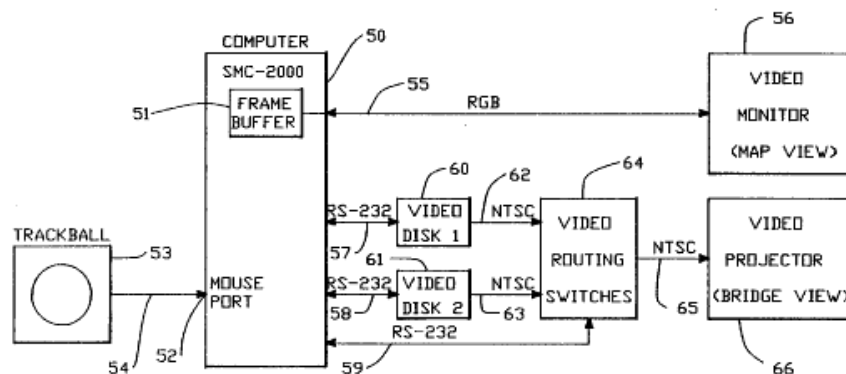 COMPUTER
50
SMC-2000
51
FRAME
BUFFER
55
RGB
56
VIDEO
MONITOR
(MAP VIEW)
60
62
64
RS-232
VIDEO
DISK 1
NTSC
57
61
VIDEO
ROUTING
SWITCHES
NTSC
65
VIDEO
PROJECTOR
(BRIDGE VIEW)
66
TRACKBALL
53
54
52
MOUSE
PORT
RS-232
58
VIDEO
DISK 2
NTSC
63
RS-232
59